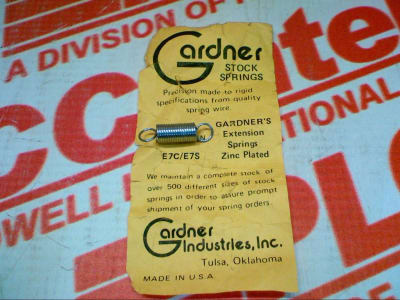 A DIVISION OF
Gardner
STOCK
SPRINGS
Precision made to rigid
specifications from quality
spring wire.
GARDNER'S
Extension
Springs
Zinc Plated
E7C/E7S
We maintain a complete stock of
over 500 different sizes of stock
springs in order to assure prompt
shipment of your spring orders.
Gardner
Industries, Inc.
Tulsa, Oklahoma
MADE IN U.S.A.